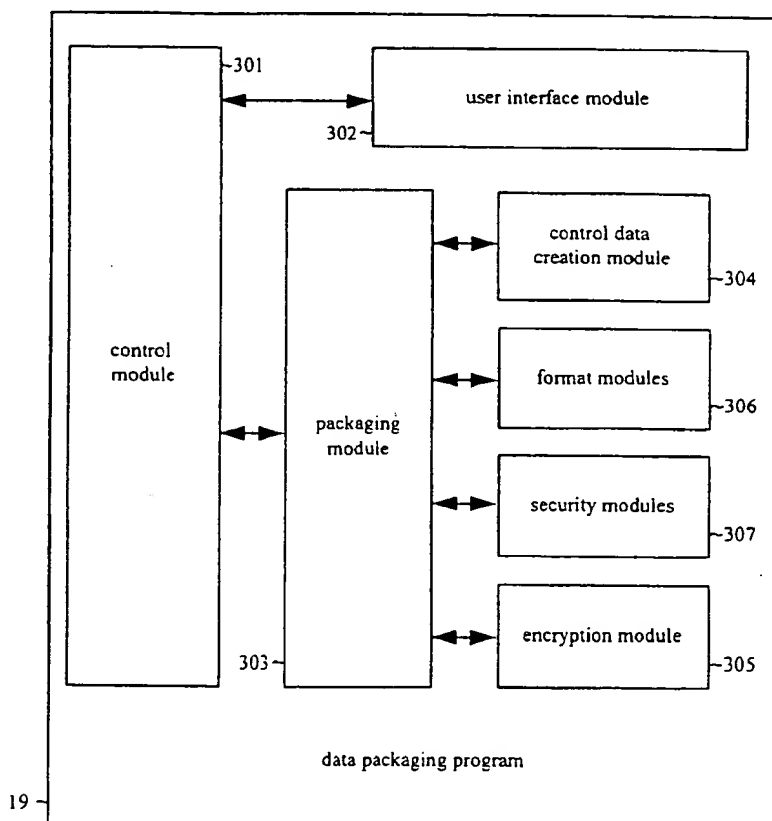 301
user interface module
302
control data
creation module
304
control
module
format modules
306
packaging
module
security modules
307
encryption module
303
305
data packaging program
19